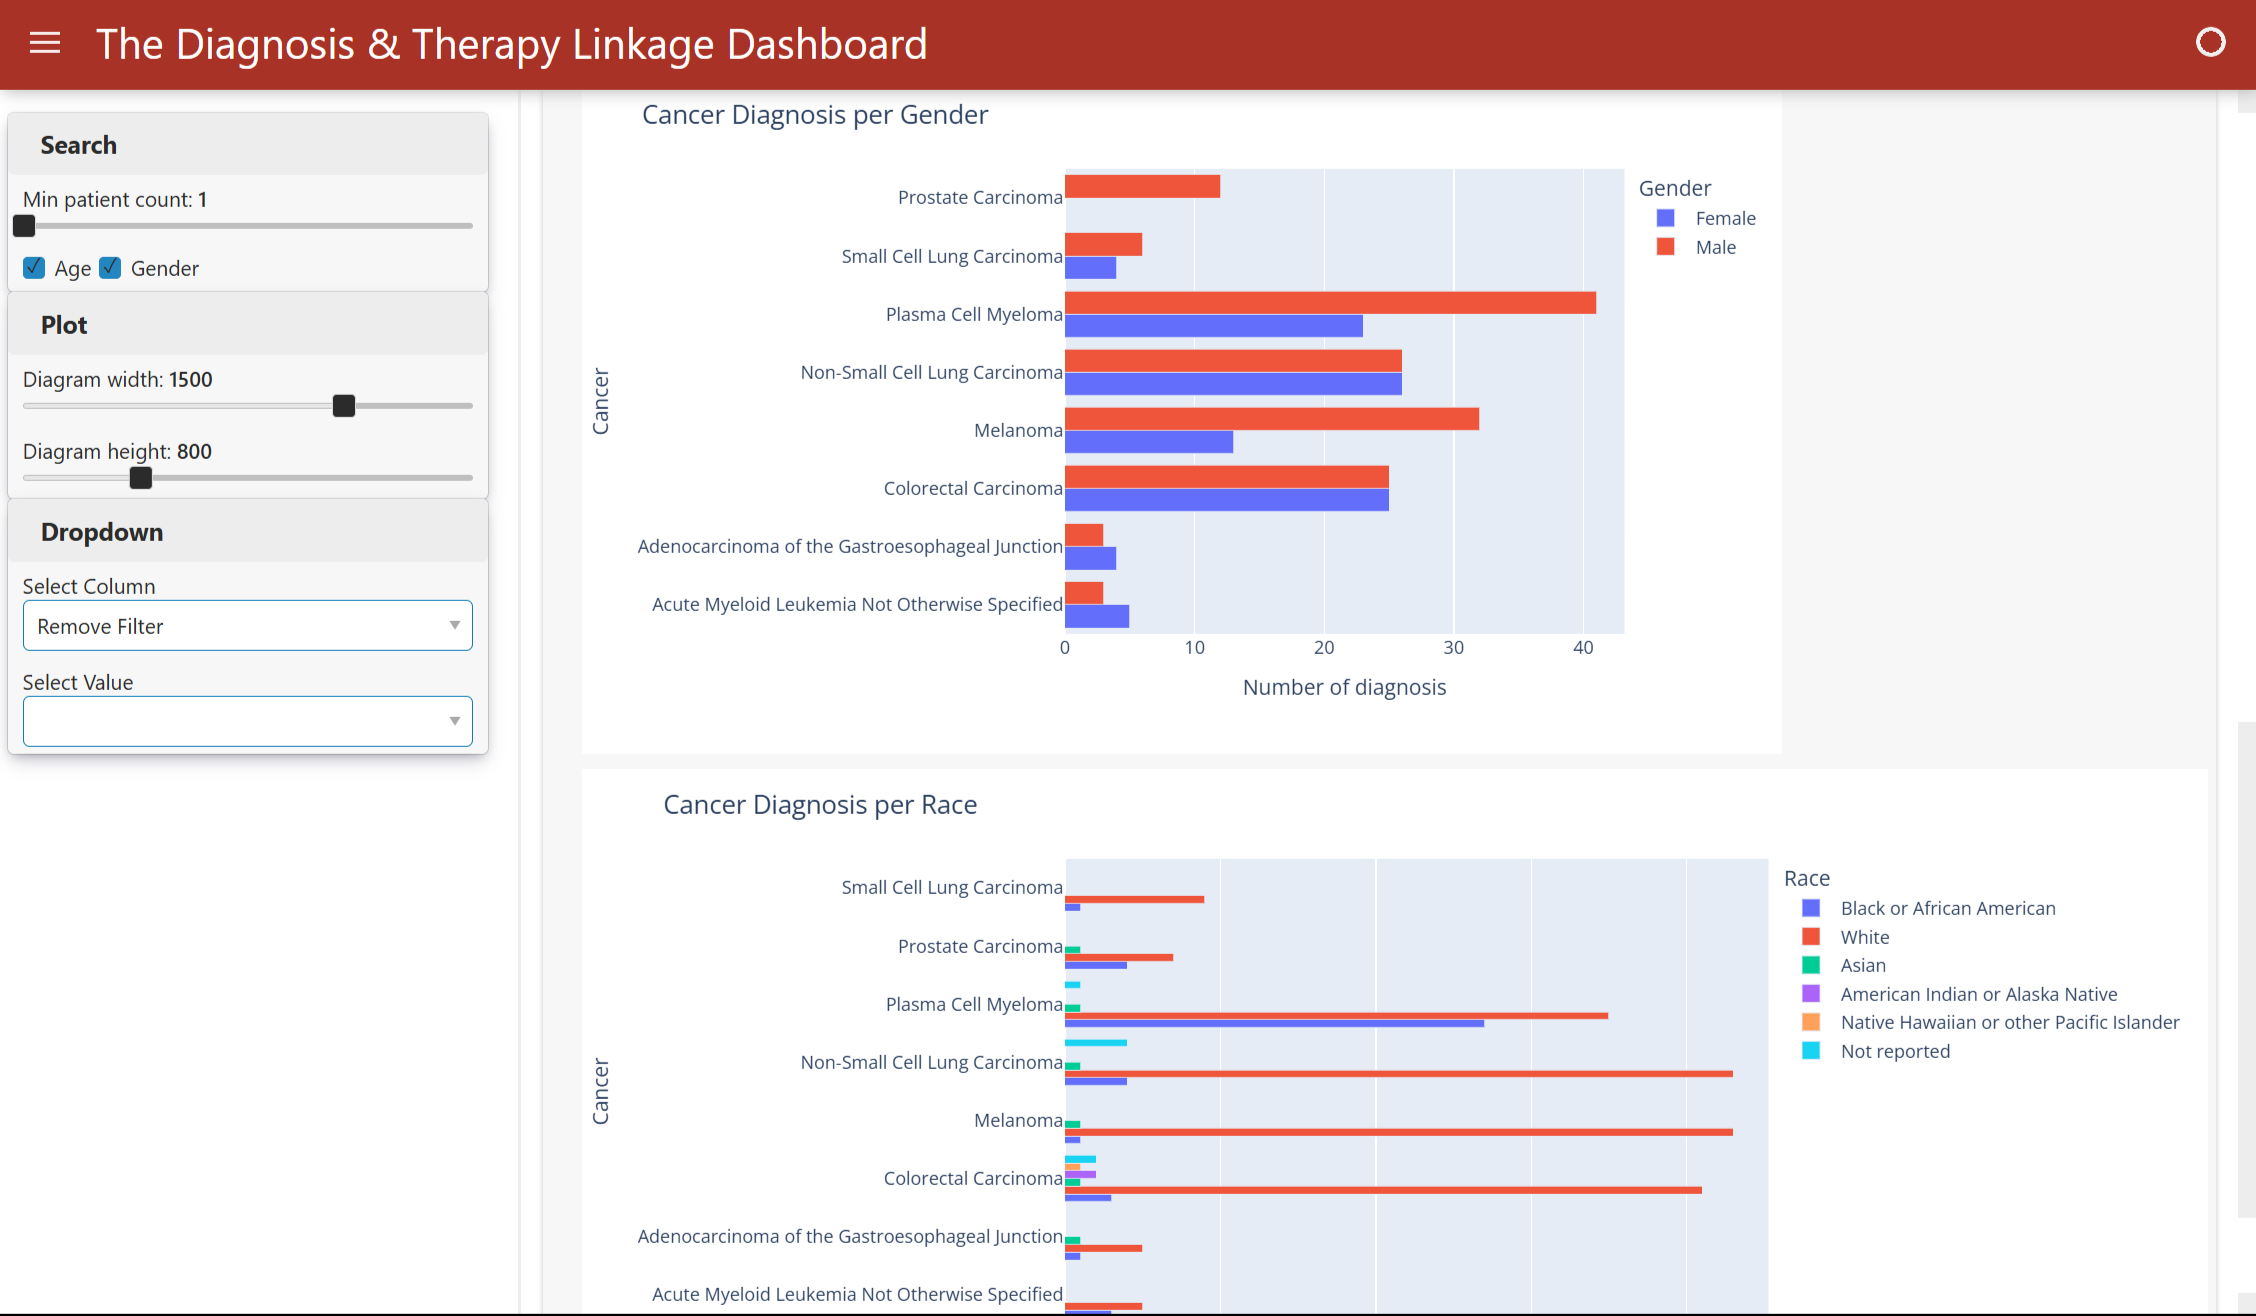 The Diagnosis & Therapy Linkage Dashboard
Search
Min patient count: 1
Age Gender
Plot
Diagram width: 1500
Diagram height: 800
Dropdown
Select Column
Remove Filter
Select Value
Cancer Diagnosis per Gender
Prostate Carcinoma
Small Cell Lung Carcinoma
Plasma Cell Myeloma
Non-Small Cell Lung Carcinoma
Melanoma
Colorectal Carcinoma
Adenocarcinoma of the Gastroesophageal Junction
Acute Myeloid Leukemia Not Otherwise Specified
Cancer
0 10 20 30 40
Number of diagnosis
Gender
Female
Male
Cancer Diagnosis per Race
Small Cell Lung Carcinoma
Prostate Carcinoma
Plasma Cell Myeloma
Non-Small Cell Lung Carcinoma
Melanoma
Colorectal Carcinoma
Adenocarcinoma of the Gastroesophageal Junction
Acute Myeloid Leukemia Not Otherwise Specified
Cancer
Race
Black or African American
White
Asian
American Indian or Alaska Native
Native Hawaiian or other Pacific Islander
Not reported